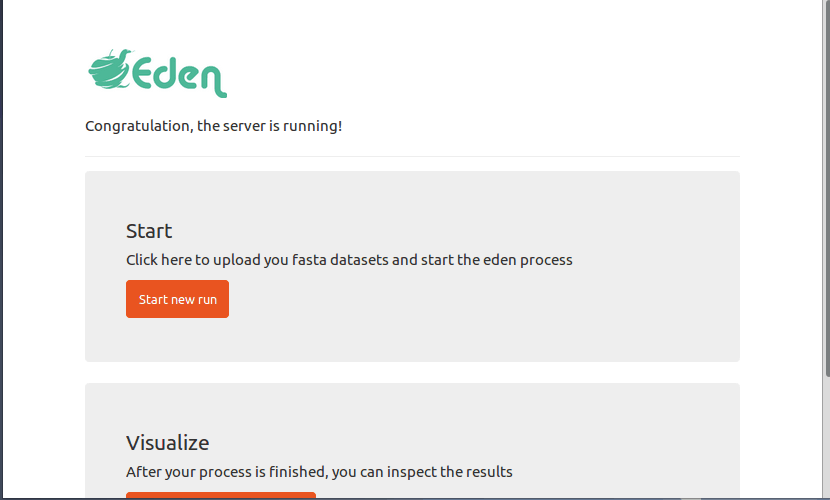 Eden
Congratulation, the server is running!
Start
Click here to upload you fasta datasets and start the eden process
Start new run
Visualize
After your process is finished, you can inspect the results